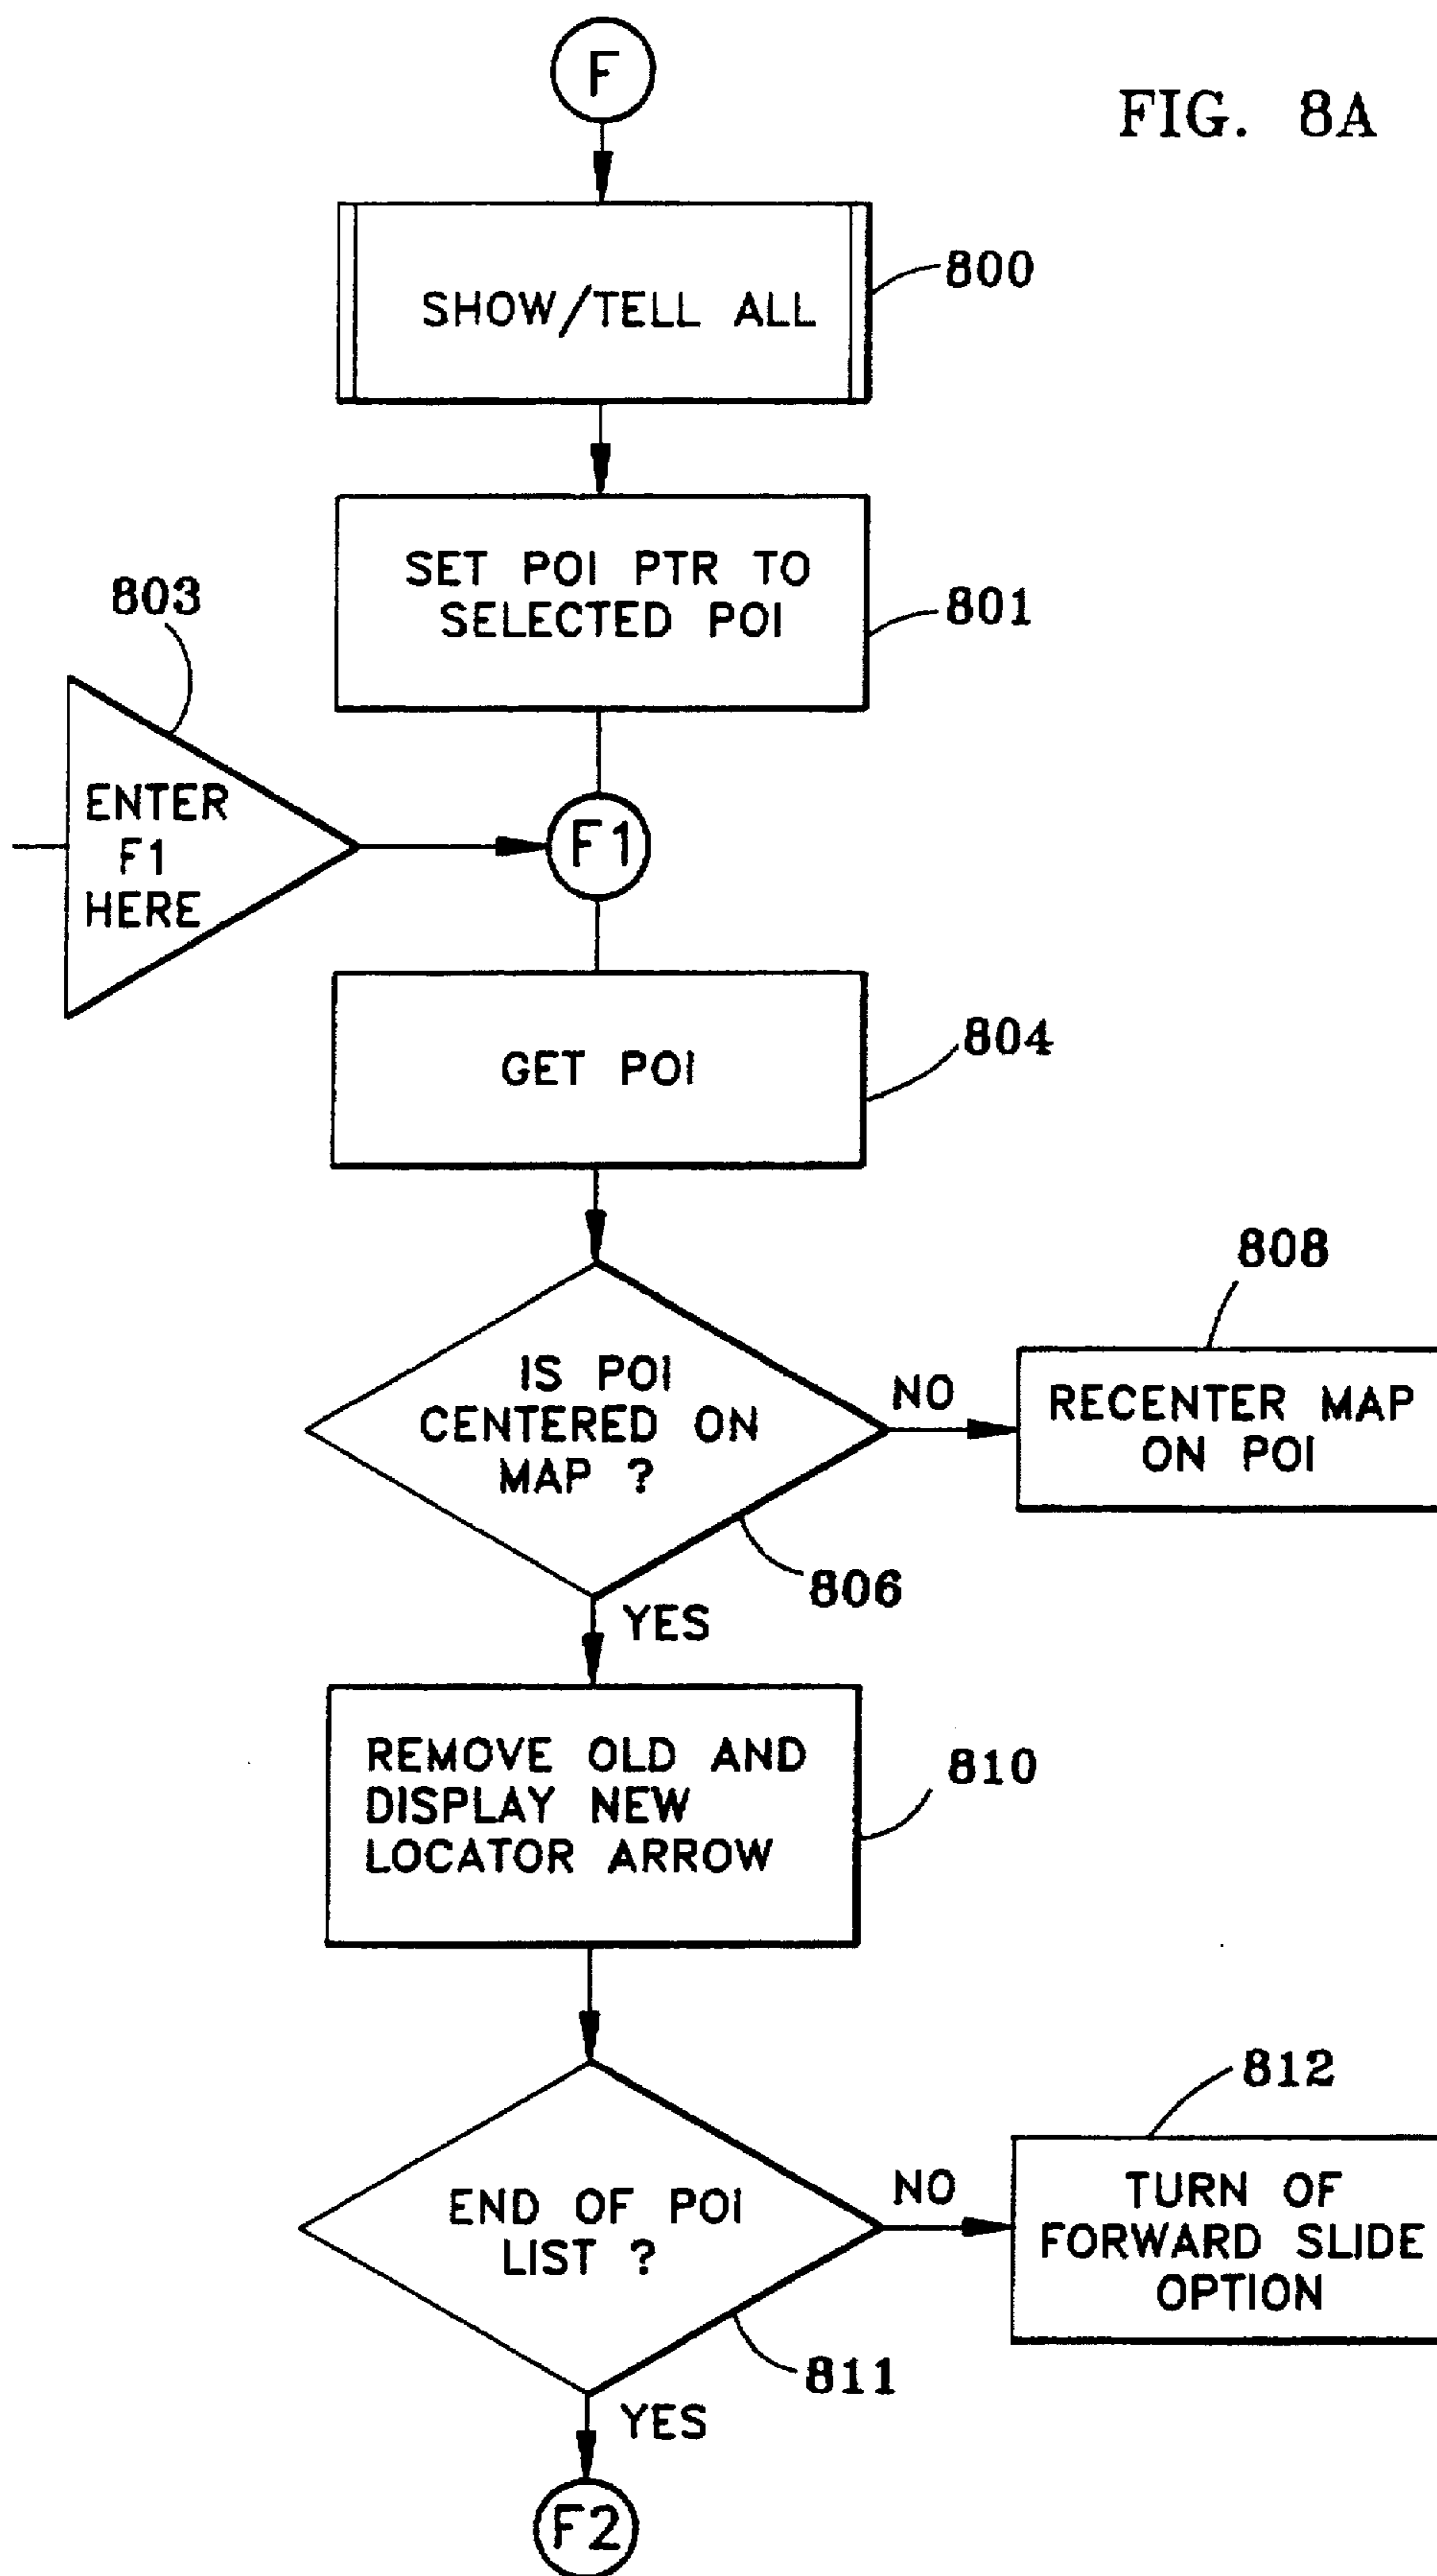 F
FIG. 8A
800
SHOW/TELL ALL
SET POI PTR TO
SELECTED POI
801
803
ENTER
F1
HERE
F1
GET POI
804
808
IS POI
CENTERED ON
MAP ?
NO
RECENTER MAP
ON POI
806
YES
REMOVE OLD AND
DISPLAY NEW
LOCATOR ARROW
810
812
END OF POI
LIST ?
NO
TURN OF
FORWARD SLIDE
OPTION
811
YES
F2